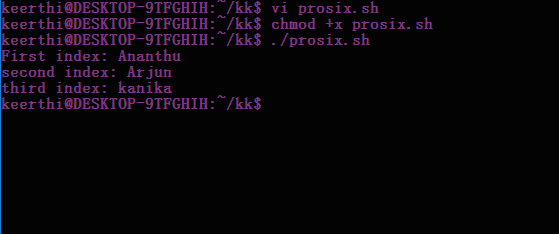 keerthi@DESKTOP-9TFGHIH:~/kk$ vi prosix.sh
keerthi@DESKTOP-9TFGHIH:~/kk$ chmod +x prosix.sh
keerthi@DESKTOP-9TFGHIH:~/kk$ ./prosix.sh
First index: Ananthu
second index: Arjun
third index: kanika
keerthi@DESKTOP-9TFGHIH:~/kk$